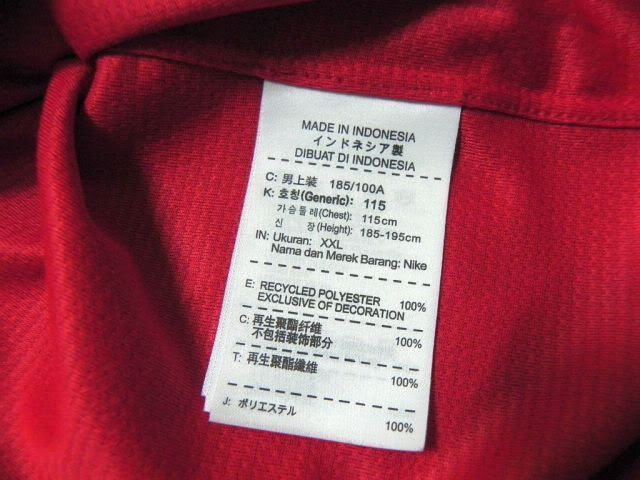 MADE IN INDONESIA
インドネシア製
DIBUAT DI INDONESIA
C: 男上装 185/100A
K: 호칭(Generic): 115
가슴둘레(Chest): 115cm
신 장(Height): 185-195cm
IN: Ukuran: XXL
Nama dan Merek Barang: Nike
E: RECYCLED POLYESTER 100%
EXCLUSIVE OF DECORATION
C: 再生聚酯纤维 100%
不包括装饰部分
T: 再生聚酯纖維 100%
J: ポリエステル 100%